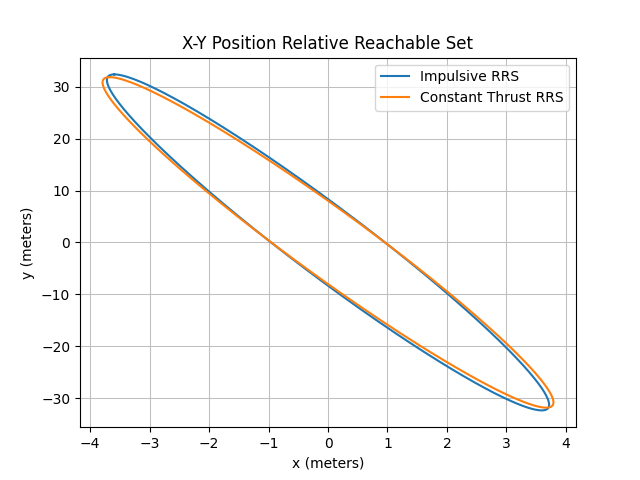 X-Y Position Relative Reachable Set
Impulsive RRS
Constant Thrust RRS
30
20
10
0
−10
−20
−30
y (meters)
−4 −3 −2 −1 0 1 2 3 4
x (meters)